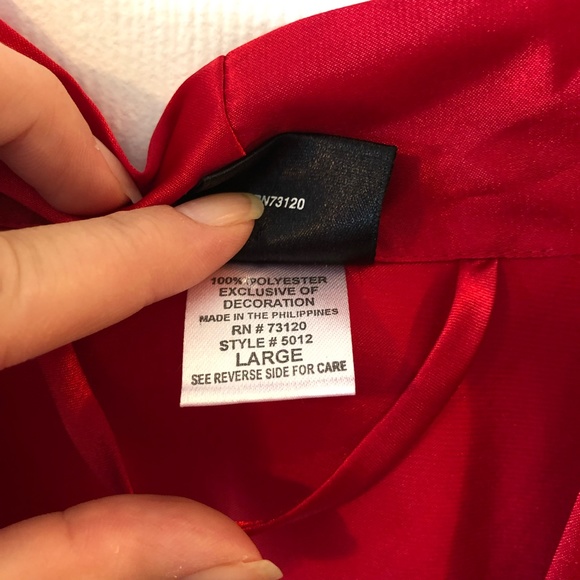 RN73120
100% POLYESTER
EXCLUSIVE OF
DECORATION
MADE IN THE PHILIPPINES
RN # 73120
STYLE # 5012
LARGE
SEE REVERSE SIDE FOR CARE